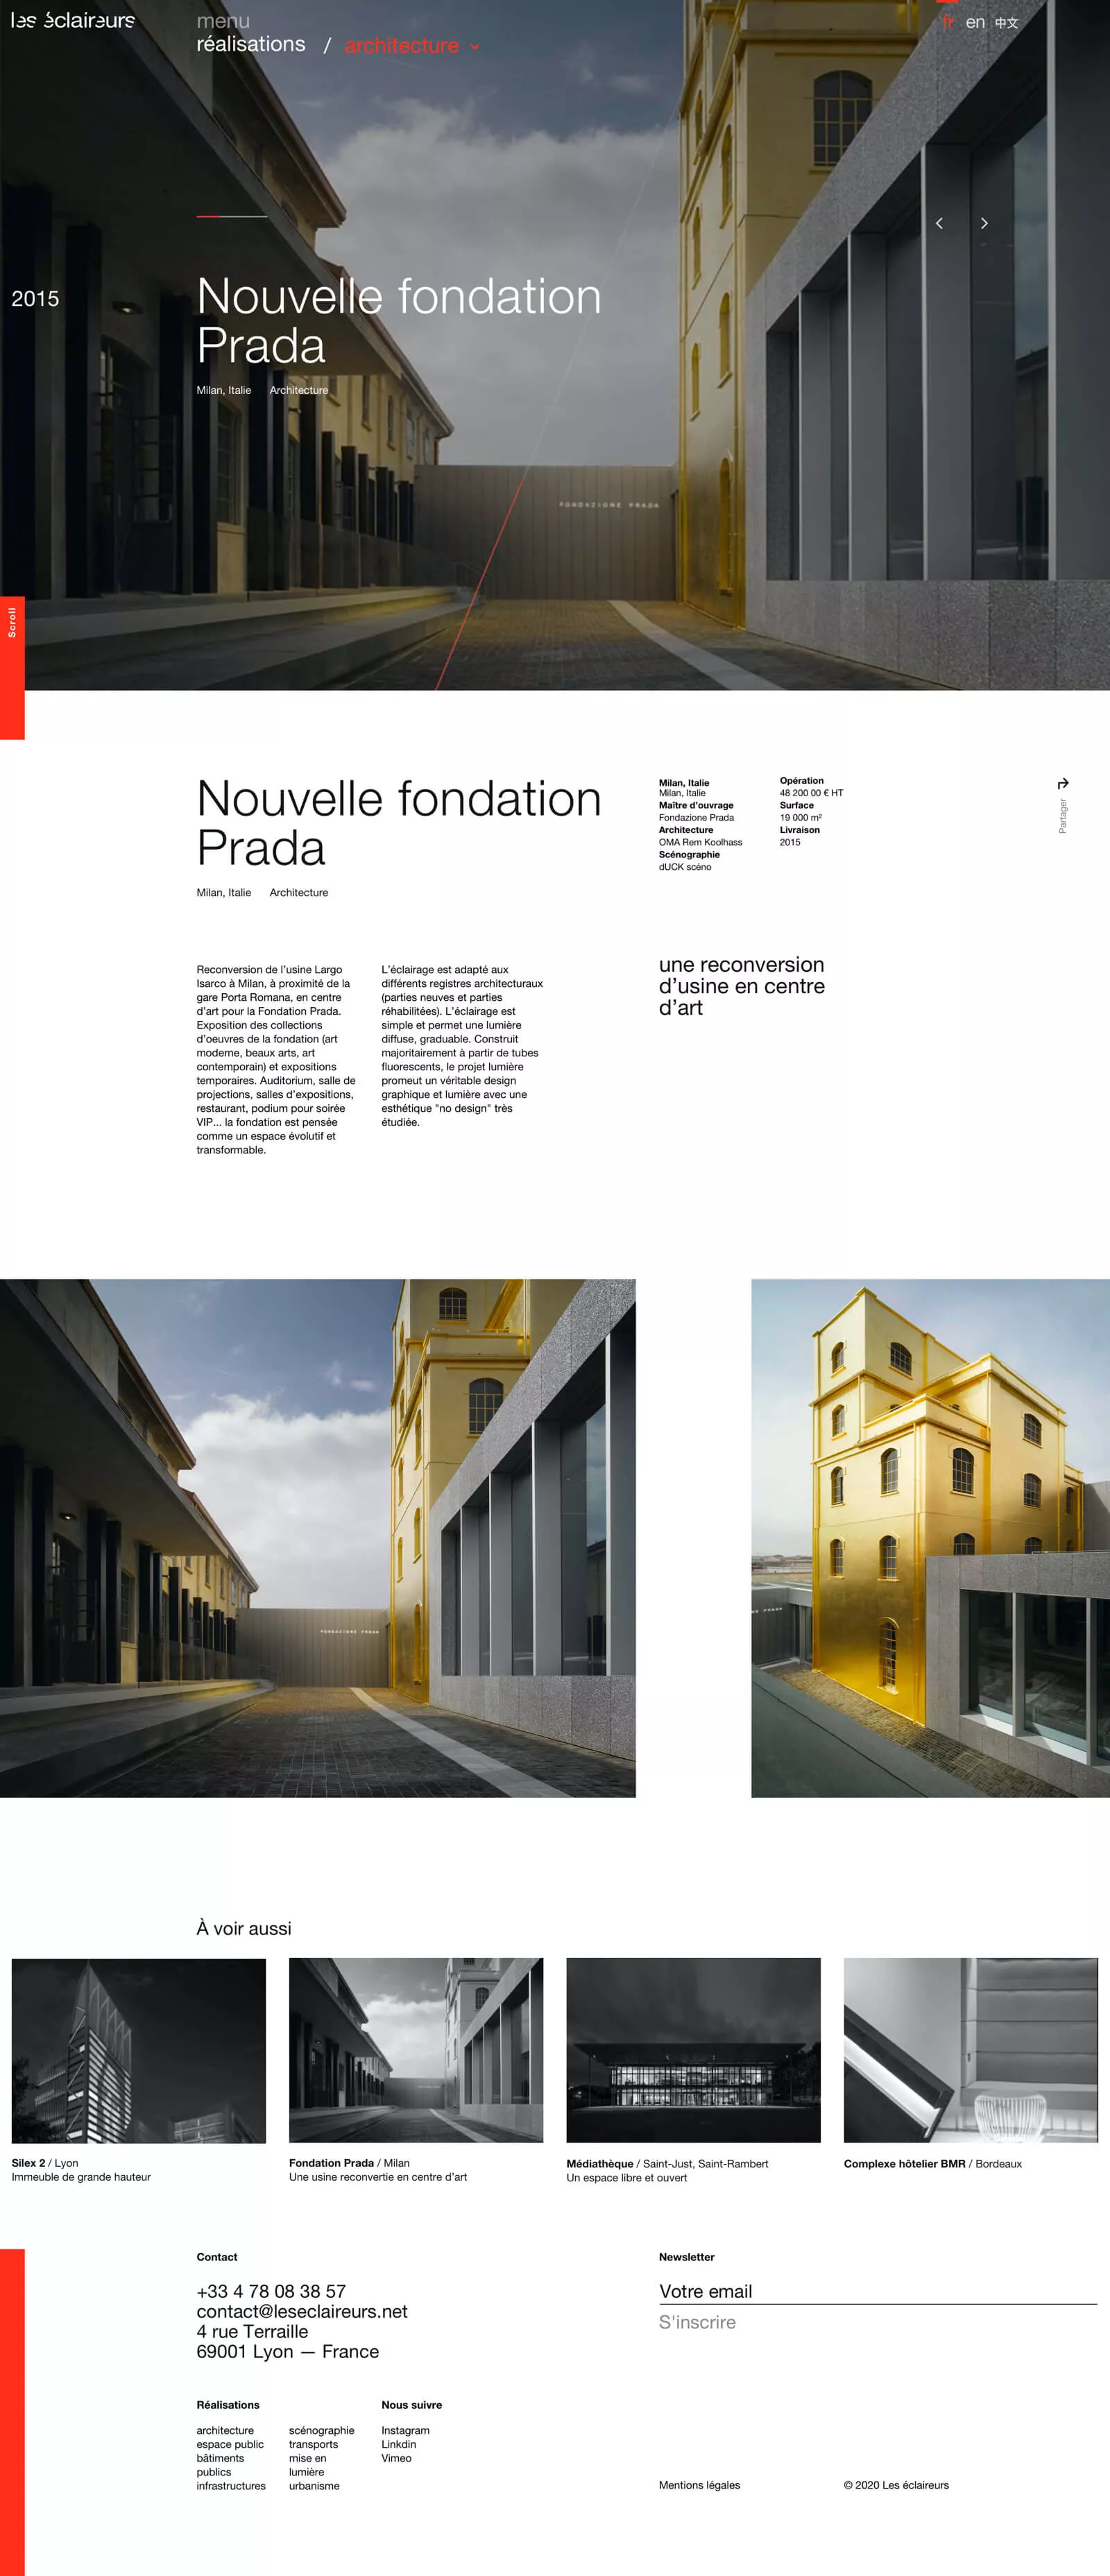 les éclaireurs
menu
réalisations / architecture
fr en 中文
2015
Nouvelle fondation
Prada
Milan, Italie Architecture
FONDAZIONE PRADA
Scroll
Nouvelle fondation
Prada
Milan, Italie Architecture
Milan, Italie
Milan, Italie
Maître d'ouvrage
Fondazione Prada
Architecture
OMA Rem Koolhass
Scénographie
dUCK scéno
Opération
48 200 00 € HT
Surface
19 000 m²
Livraison
2015
Partager
Reconversion de l'usine Largo
Isarco à Milan, à proximité de la
gare Porta Romana, en centre
d'art pour la Fondation Prada.
Exposition des collections
d'oeuvres de la fondation (art
moderne, beaux arts, art
contemporain) et expositions
temporaires. Auditorium, salle de
projections, salles d'expositions,
restaurant, podium pour soirée
VIP... la fondation est pensée
comme un espace évolutif et
transformable.
L'éclairage est adapté aux
différents registres architecturaux
(parties neuves et parties
réhabilitées). L'éclairage est
simple et permet une lumière
diffuse, graduable. Construit
majoritairement à partir de tubes
fluorescents, le projet lumière
promeut un véritable design
graphique et lumière avec une
esthétique "no design" très
étudiée.
une reconversion
d'usine en centre
d'art
FONDAZIONE PRADA
PRADA
À voir aussi
Silex 2 / Lyon
Immeuble de grande hauteur
Fondation Prada / Milan
Une usine reconvertie en centre d'art
Médiathèque / Saint-Just, Saint-Rambert
Un espace libre et ouvert
Complexe hôtelier BMR / Bordeaux
Contact
+33 4 78 08 38 57
contact@leseclaireurs.net
4 rue Terraille
69001 Lyon — France
Newsletter
Votre email
S'inscrire
Réalisations
architecture
espace public
bâtiments
publics
infrastructures
scénographie
transports
mise en
lumière
urbanisme
Nous suivre
Instagram
Linkdin
Vimeo
Mentions légales
© 2020 Les éclaireurs